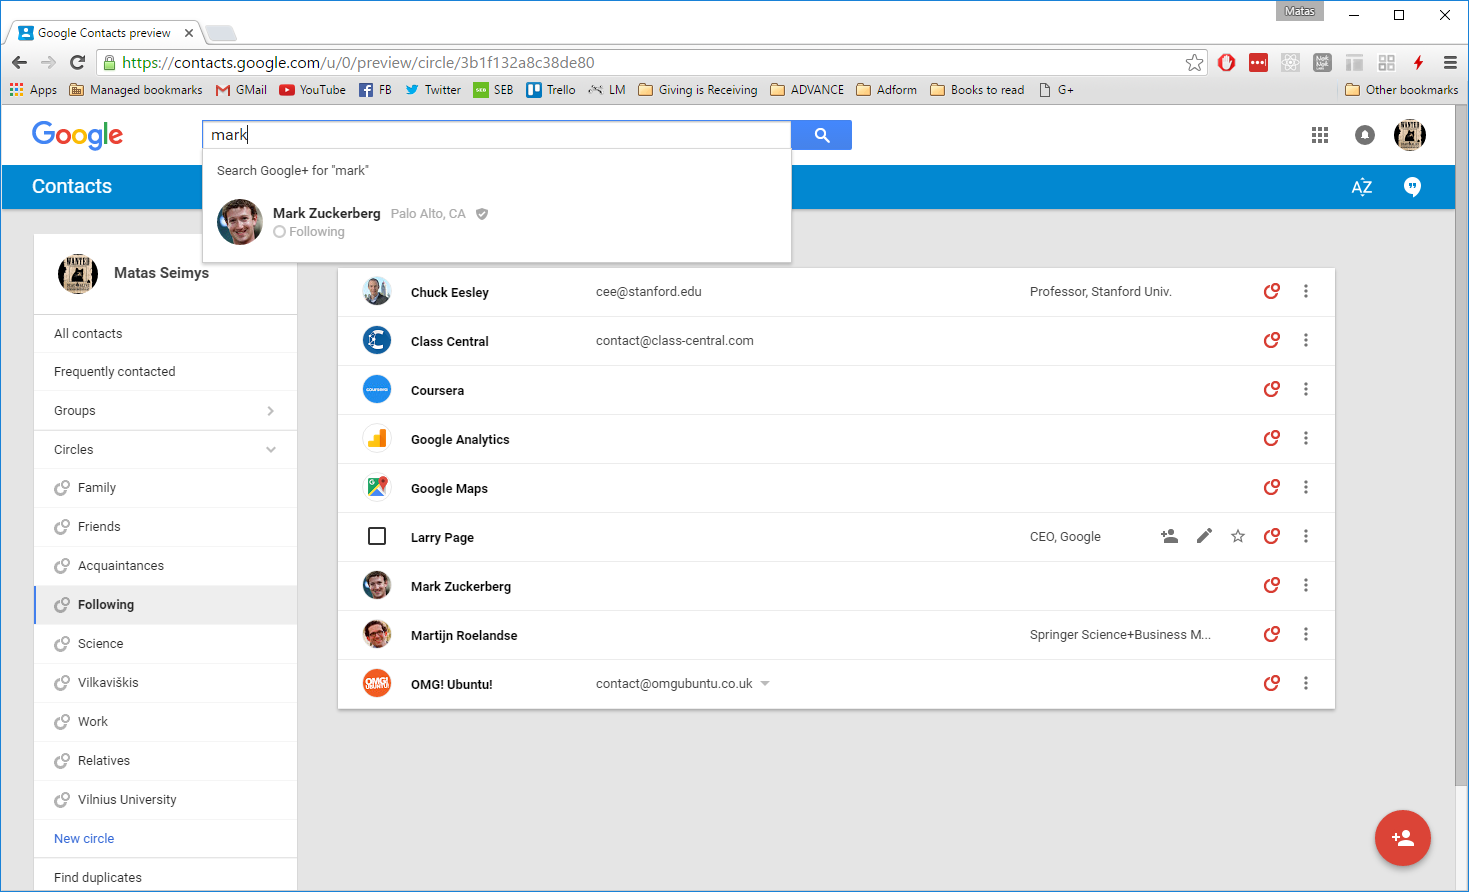 Matas
Google Contacts preview
https://contacts.google.com/u/0/preview/circle/3b1f132a8c38de80
Apps Managed bookmarks GMail YouTube FB Twitter SEB Trello LM Giving is Receiving ADVANCE Adform Books to read G+ Other bookmarks
Google mark
Search Google+ for "mark"
Contacts
Mark Zuckerberg Palo Alto, CA
Following
Matas Seimys
All contacts
Frequently contacted
Groups
Circles
Family
Friends
Acquaintances
Following
Science
Vilkaviškis
Work
Relatives
Vilnius University
New circle
Find duplicates
Chuck Eesley cee@stanford.edu Professor, Stanford Univ.
Class Central contact@class-central.com
Coursera
Google Analytics
Google Maps
Larry Page CEO, Google
Mark Zuckerberg
Martijn Roelandse Springer Science+Business M...
OMG! UBUNTU! OMG! Ubuntu! contact@omgubuntu.co.uk